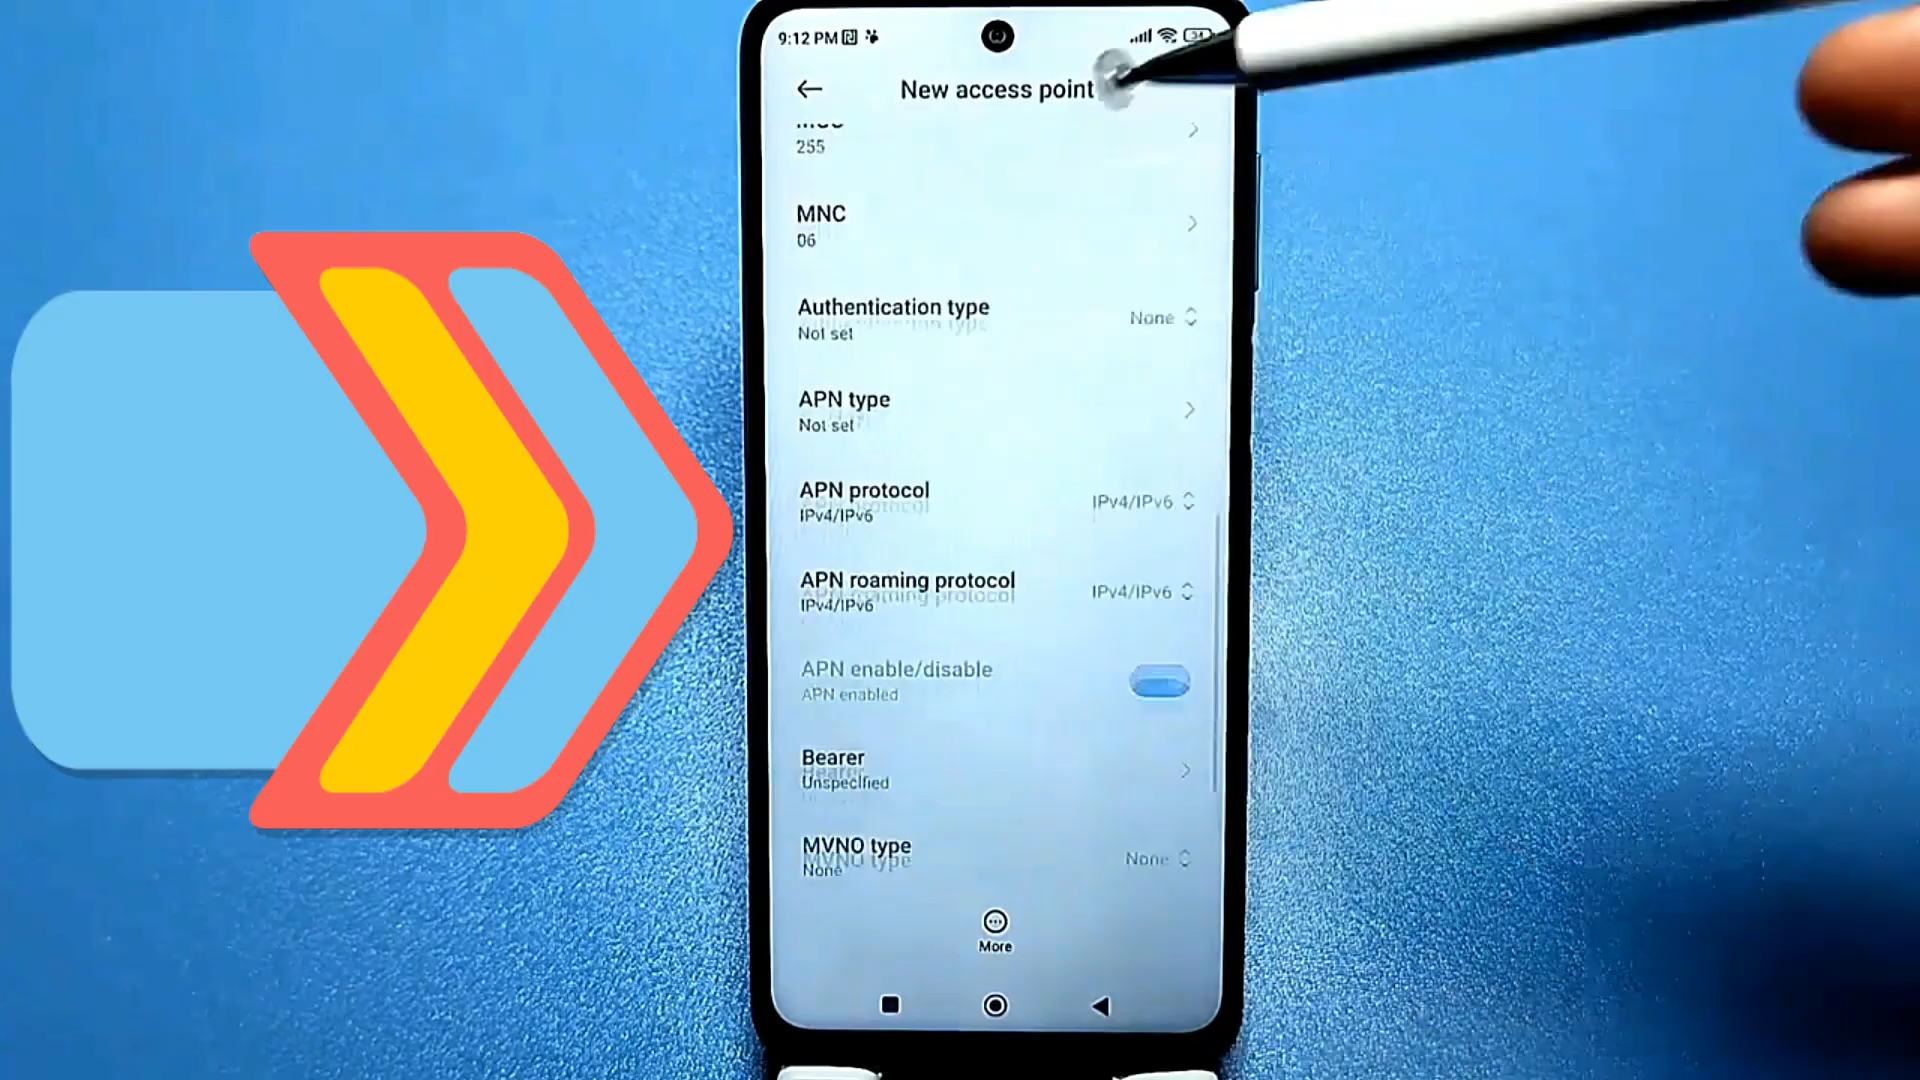 9:12 PM
34
New access point
255
MNC
06
Authentication type
None
Not set
APN type
Not set
APN protocol
IPv4/IPv6
IPv4/IPv6
APN roaming protocol
IPv4/IPv6
IPv4/IPv6
APN enable/disable
APN enabled
Bearer
Unspecified
MVNO type
None
None
More